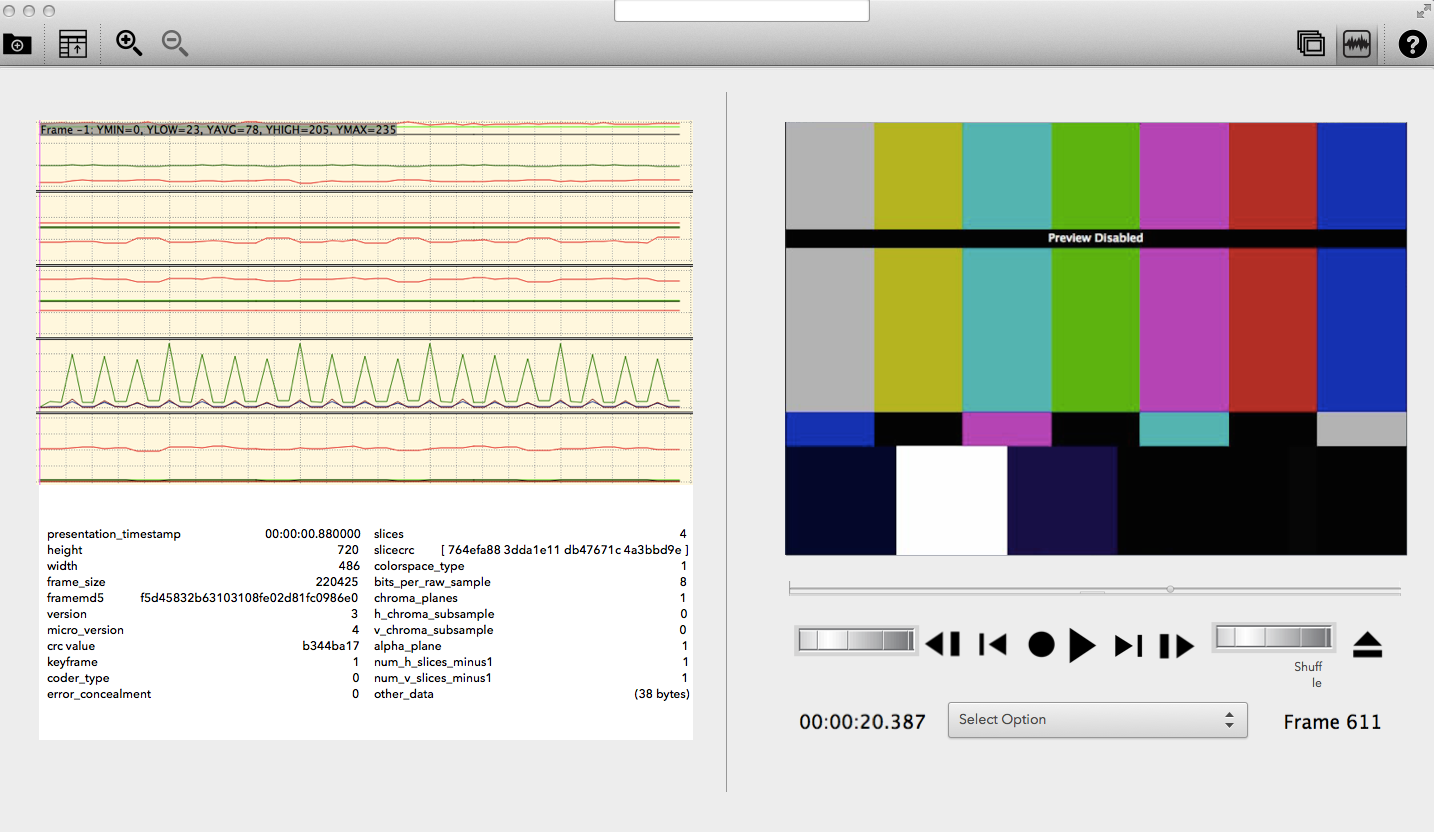 Frame -1: YMIN=0, YLOW=23, YAVG=78, YHIGH=205, YMAX=235
presentation_timestamp 00:00:00.880000 slices 4
height 720 slicecrc [ 764efa88 3dda1e11 db47671c 4a3bbd9e ]
width 486 colorspace_type 1
frame_size 220425 bits_per_raw_sample 8
framemd5 f5d45832b63103108fe02d81fc0986e0 chroma_planes 1
version 3 h_chroma_subsample 0
micro_version 4 v_chroma_subsample 0
crc value b344ba17 alpha_plane 1
keyframe 1 num_h_slices_minus1 1
coder_type 0 num_v_slices_minus1 1
error_concealment 0 other_data (38 bytes)
Preview Disabled
Shuff
le
00:00:20.387 Select Option Frame 611